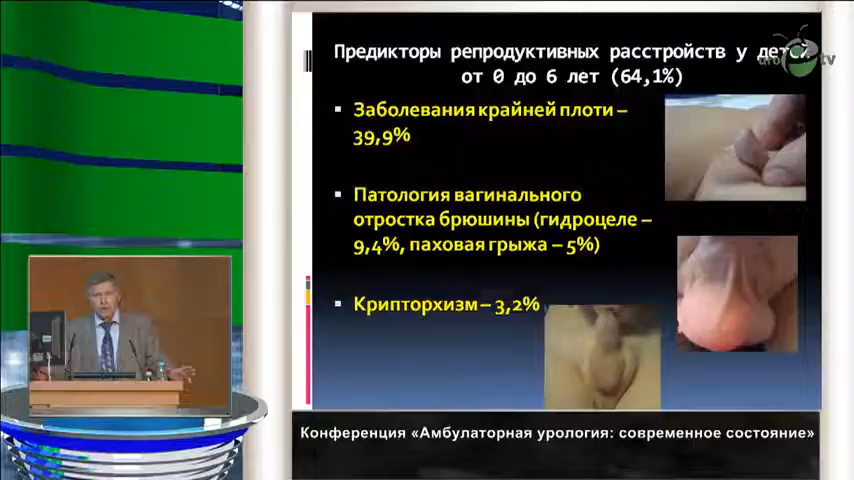 Предикторы репродуктивных расстройств у детей
от 0 до 6 лет (64,1%)
Заболевания крайней плоти –
39,9%
Патология вагинального
отростка брюшины (гидроцеле –
9,4%, паховая грыжа – 5%)
Крипторхизм – 3,2%
Конференция «Амбулаторная урология: современное состояние»